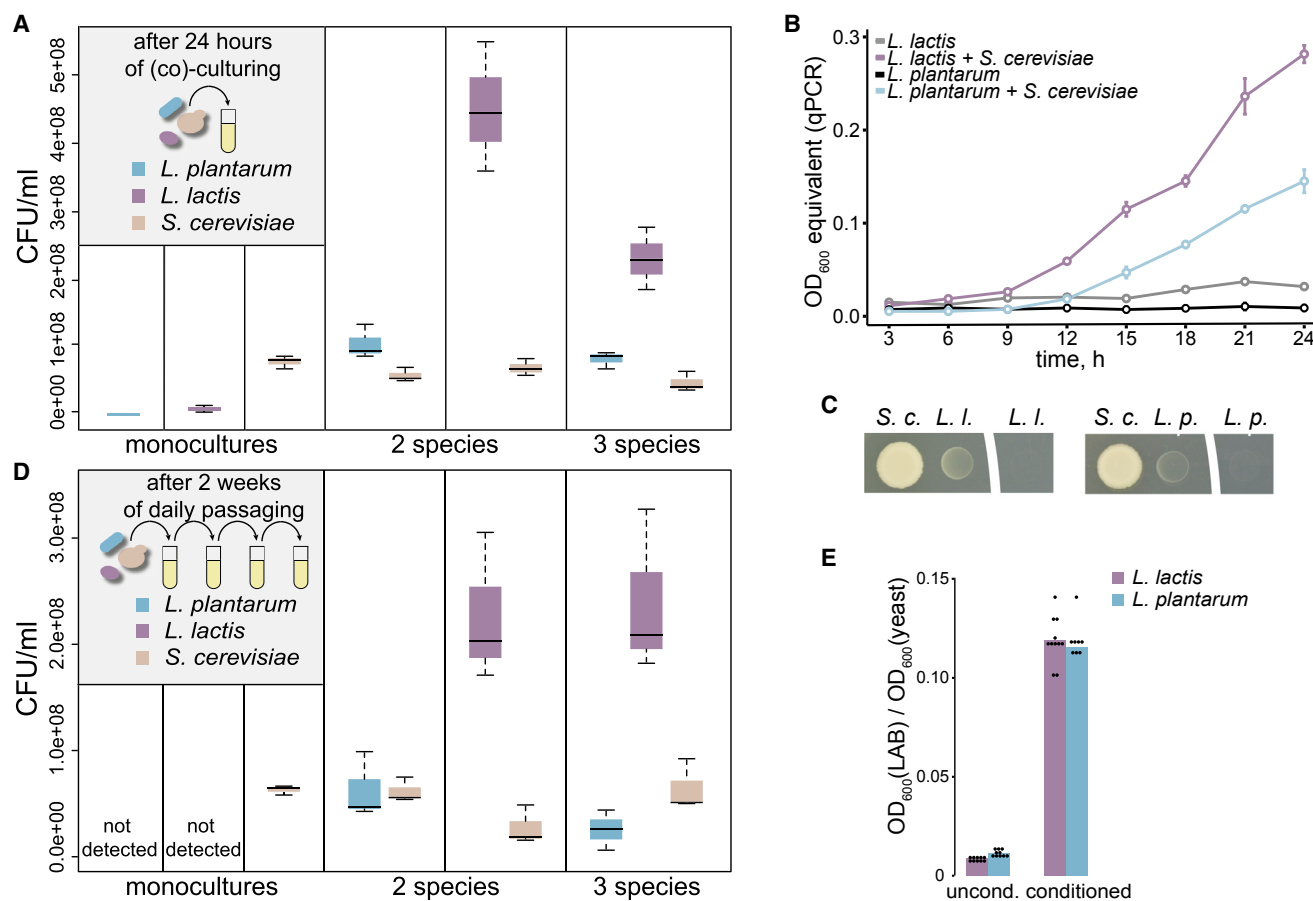 A
after 24 hours
of (co)-culturing
L. plantarum
L. lactis
S. cerevisiae
CFU/ml
5e+08
4e+08
3e+08
2e+08
1e+08
0e+00
monocultures
2 species
3 species
B
L. lactis
L. lactis + S. cerevisiae
L. plantarum
L. plantarum + S. cerevisiae
OD600 equivalent (qPCR)
0.3
0.2
0.1
0.0
3 6 9 12 15 18 21 24
time, h
C
S. c. L. l. L. l.
S. c. L. p. L. p.
D
after 2 weeks
of daily passaging
L. plantarum
L. lactis
S. cerevisiae
CFU/ml
3.0e+08
2.0e+08
1.0e+08
0.0e+00
not
detected
not
detected
monocultures
2 species
3 species
E
L. lactis
L. plantarum
OD600(LAB) / OD600(yeast)
0.15
0.10
0.05
0
uncond. conditioned